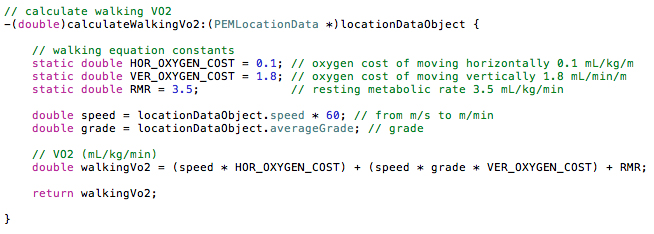 // calculate walking VO2
-(double)calculateWalkingVo2:(PEMLocationData *)locationDataObject {
// walking equation constants
static double HOR_OXYGEN_COST = 0.1; // oxygen cost of moving horizontally 0.1 mL/kg/m
static double VER_OXYGEN_COST = 1.8; // oxygen cost of moving vertically 1.8 mL/min/m
static double RMR = 3.5; // resting metabolic rate 3.5 mL/kg/min
double speed = locationDataObject.speed * 60; // from m/s to m/min
double grade = locationDataObject.averageGrade; // grade
// VO2 (mL/kg/min)
double walkingVo2 = (speed * HOR_OXYGEN_COST) + (speed * grade * VER_OXYGEN_COST) + RMR;
return walkingVo2;
}